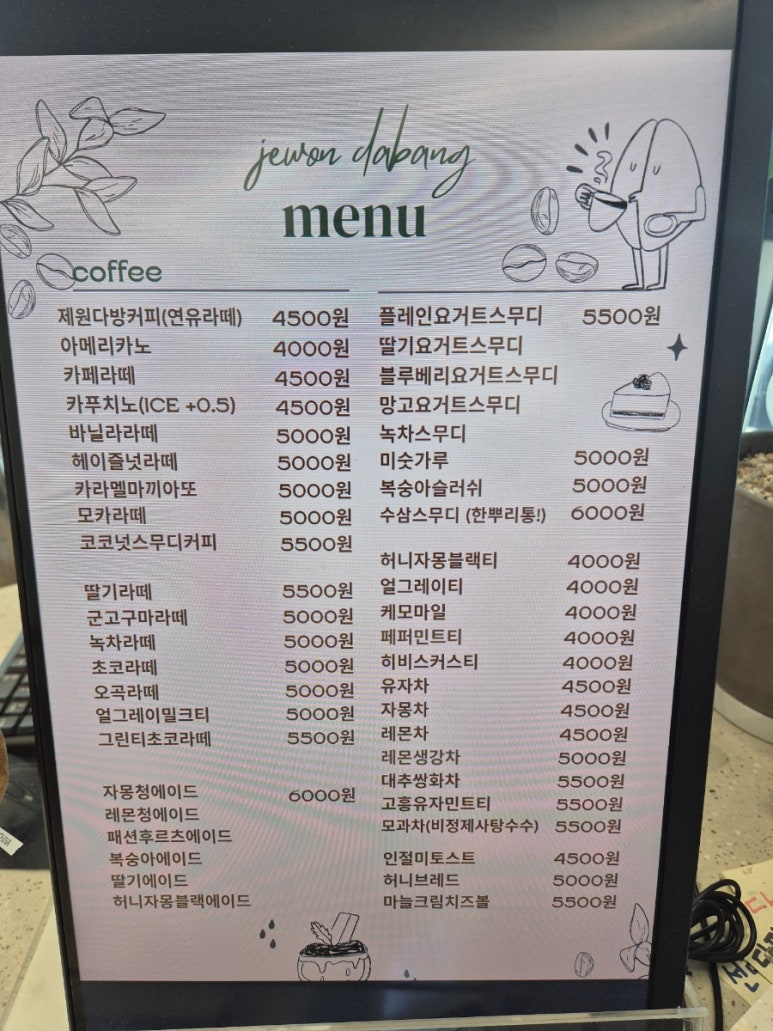 jewon dabang
menu
coffee
제원다방커피(연유라떼) 4500원
아메리카노 4000원
카페라떼 4500원
카푸치노(ICE +0.5) 4500원
바닐라라떼 5000원
헤이즐넛라떼 5000원
카라멜마끼아또 5000원
모카라떼 5000원
코코넛스무디커피 5500원
딸기라떼 5500원
군고구마라떼 5000원
녹차라떼 5000원
초코라떼 5000원
오곡라떼 5000원
얼그레이밀크티 5000원
그린티초코라떼 5500원
자몽청에이드 6000원
레몬청에이드
패션후르츠에이드
복숭아에이드
딸기에이드
허니자몽블랙에이드
플레인요거트스무디 5500원
딸기요거트스무디
블루베리요거트스무디
망고요거트스무디
녹차스무디
미숫가루 5000원
복숭아슬러쉬 5000원
수삼스무디 (한뿌리통!) 6000원
허니자몽블랙티 4000원
얼그레이티 4000원
케모마일 4000원
페퍼민트티 4000원
히비스커스티 4000원
유자차 4500원
자몽차 4500원
레몬차 4500원
레몬생강차 5000원
대추쌍화차 5500원
고흥유자민트티 5500원
모과차(비정제사탕수수) 5500원
인절미토스트 4500원
허니브레드 5000원
마늘크림치즈볼 5500원